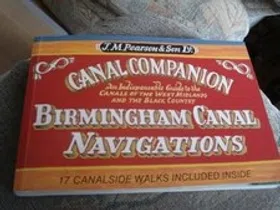 J.M. Pearson & Son Ltd.
CANAL COMPANION
An Indispensable Guide to the
CANALS OF THE WEST MIDLANDS
AND THE BLACK COUNTRY
BIRMINGHAM CANAL
NAVIGATIONS
17 CANALSIDE WALKS INCLUDED INSIDE